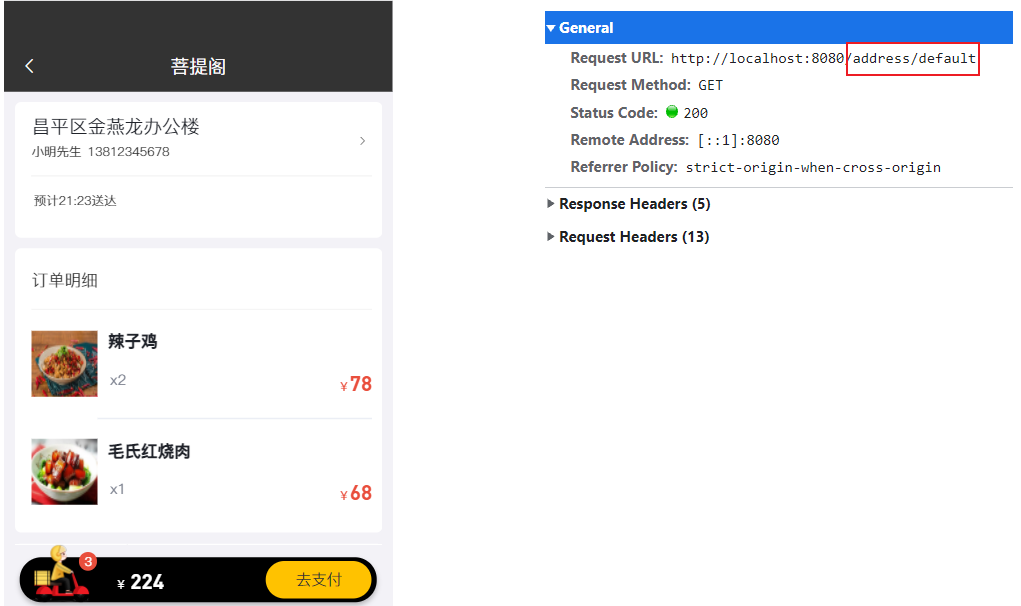 菩提阁
昌平区金燕龙办公楼
小明先生 13812345678
预计21:23送达
订单明细
辣子鸡
x2
¥78
毛氏红烧肉
x1
¥68
3
¥ 224
去支付
General
Request URL: http://localhost:8080/address/default
Request Method: GET
Status Code: 200
Remote Address: [::1]:8080
Referrer Policy: strict-origin-when-cross-origin
Response Headers (5)
Request Headers (13)